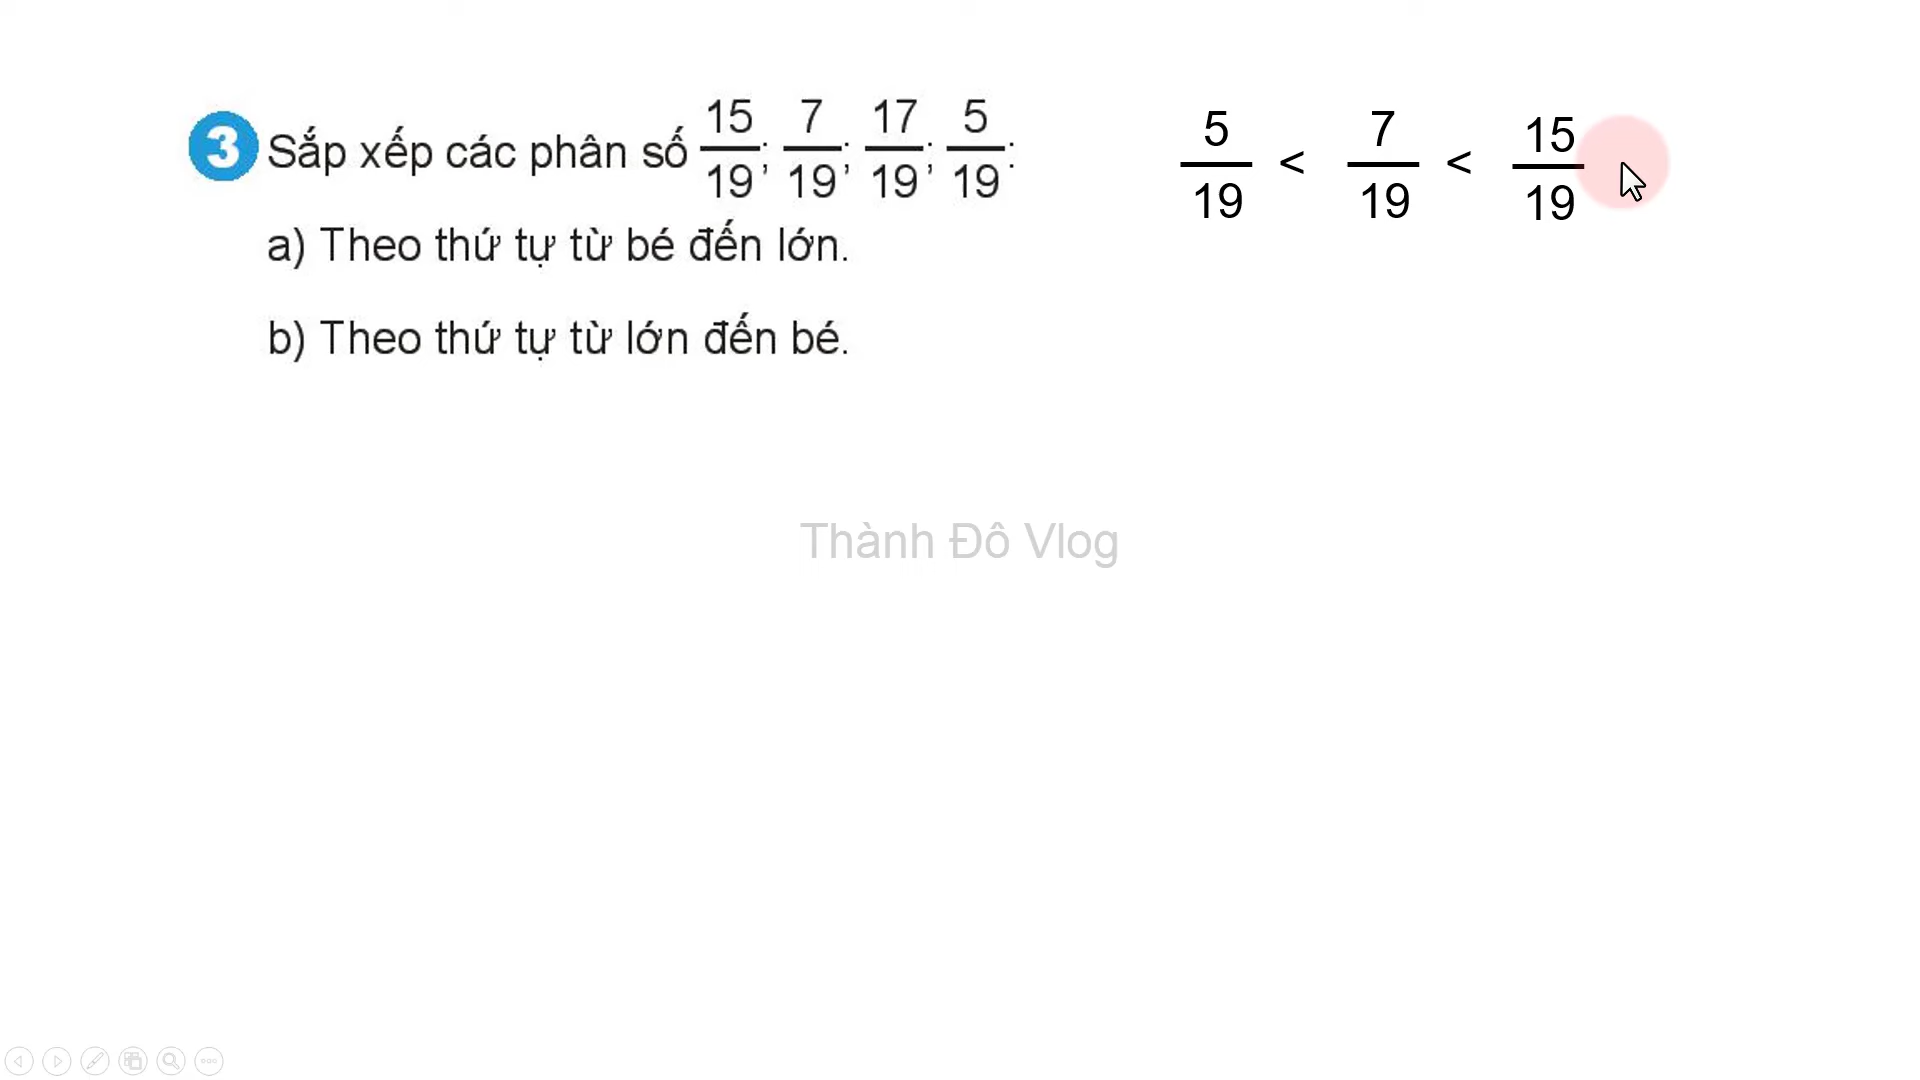 3 Sắp xếp các phân số 15/19; 7/19; 17/19; 5/19:
5/19 < 7/19 < 15/19
a) Theo thứ tự từ bé đến lớn.
b) Theo thứ tự từ lớn đến bé.
Thành Đô Vlog